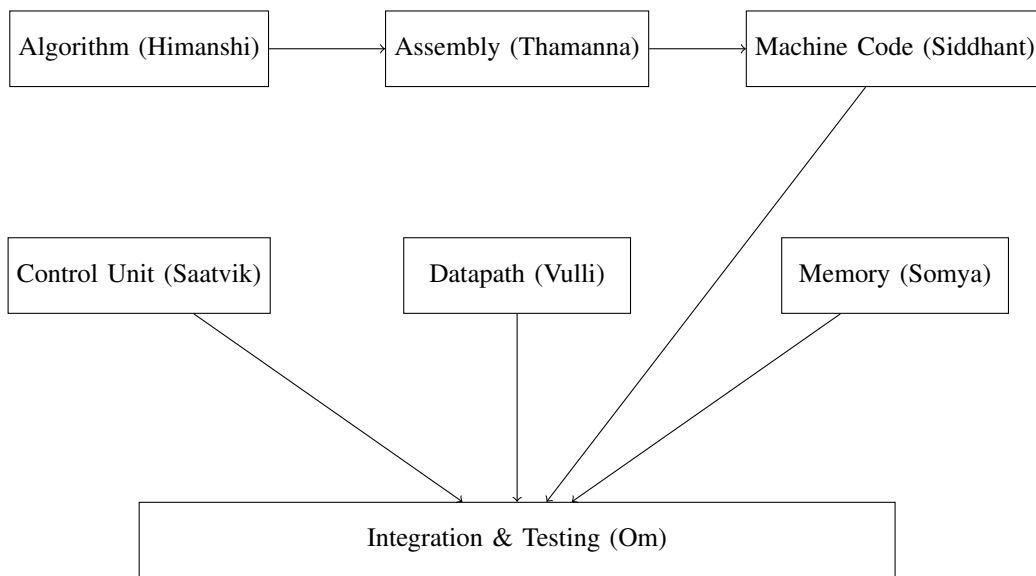 Algorithm (Himanshi)
Assembly (Thamanna)
Machine Code (Siddhant)
Control Unit (Saatvik)
Datapath (Vulli)
Memory (Somya)
Integration & Testing (Om)